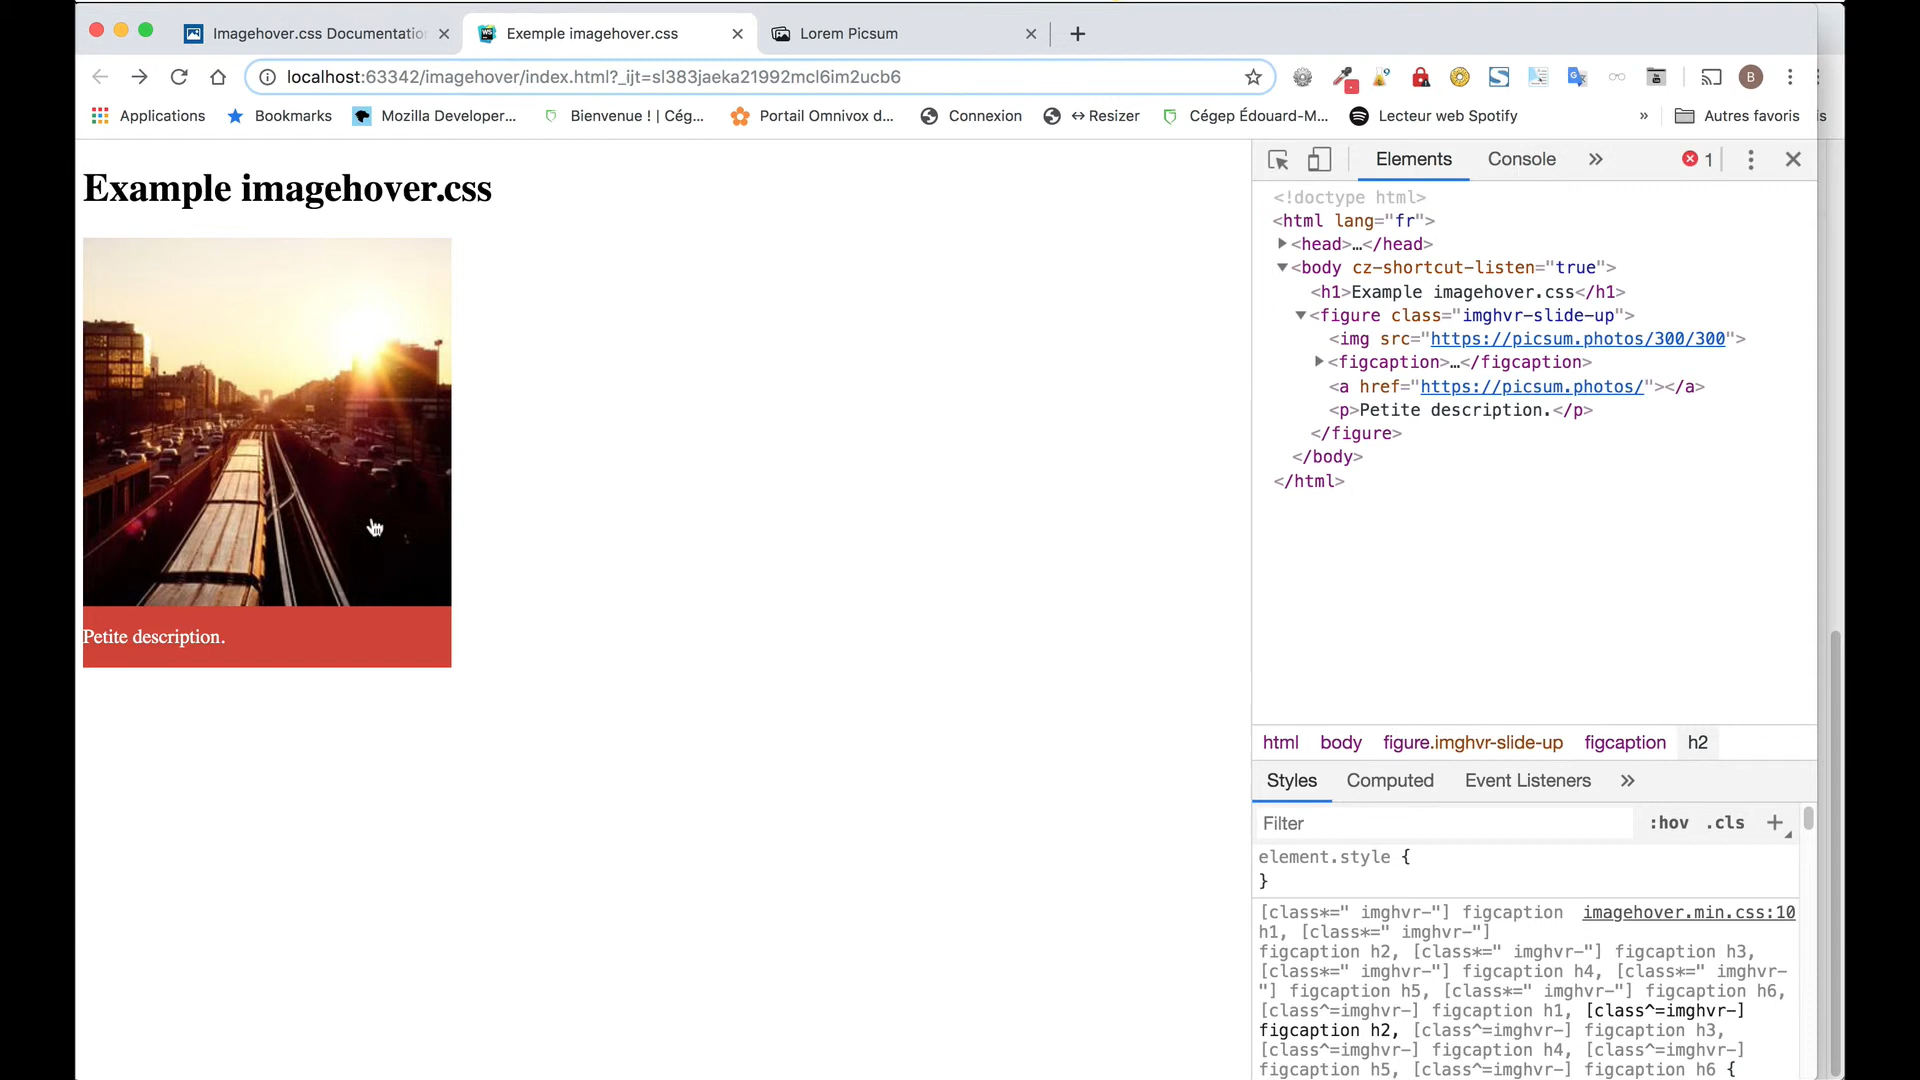 Imagehover.css Documentatio
Exemple imagehover.css
Lorem Picsum
localhost:63342/imagehover/index.html?_ijt=sl383jaeka21992mcl6im2ucb6
B
Applications
Bookmarks
Mozilla Developer...
Bienvenue ! | Cég...
Portail Omnivox d...
Connexion
↔ Resizer
Cégep Édouard-M...
Lecteur web Spotify
»
Autres favoris
is
Example imagehover.css
Petite description.
Elements
Console
»
1
<!doctype html>
<html lang="fr">
<head>…</head>
<body cz-shortcut-listen="true">
<h1>Example imagehover.css</h1>
<figure class="imghvr-slide-up">
<img src="https://picsum.photos/300/300">
<figcaption>…</figcaption>
<a href="https://picsum.photos/"></a>
<p>Petite description.</p>
</figure>
</body>
</html>
html body figure.imghvr-slide-up figcaption h2
Styles Computed Event Listeners »
Filter
:hov .cls +
element.style {
}
[class*=" imghvr-"] figcaption imagehover.min.css:10
h1, [class*=" imghvr-"]
figcaption h2, [class*=" imghvr-"] figcaption h3,
[class*=" imghvr-"] figcaption h4, [class*=" imghvr-
"] figcaption h5, [class*=" imghvr-"] figcaption h6,
[class^=imghvr-] figcaption h1, [class^=imghvr-]
figcaption h2, [class^=imghvr-] figcaption h3,
[class^=imghvr-] figcaption h4, [class^=imghvr-]
figcaption h5, [class^=imghvr-] figcaption h6 {